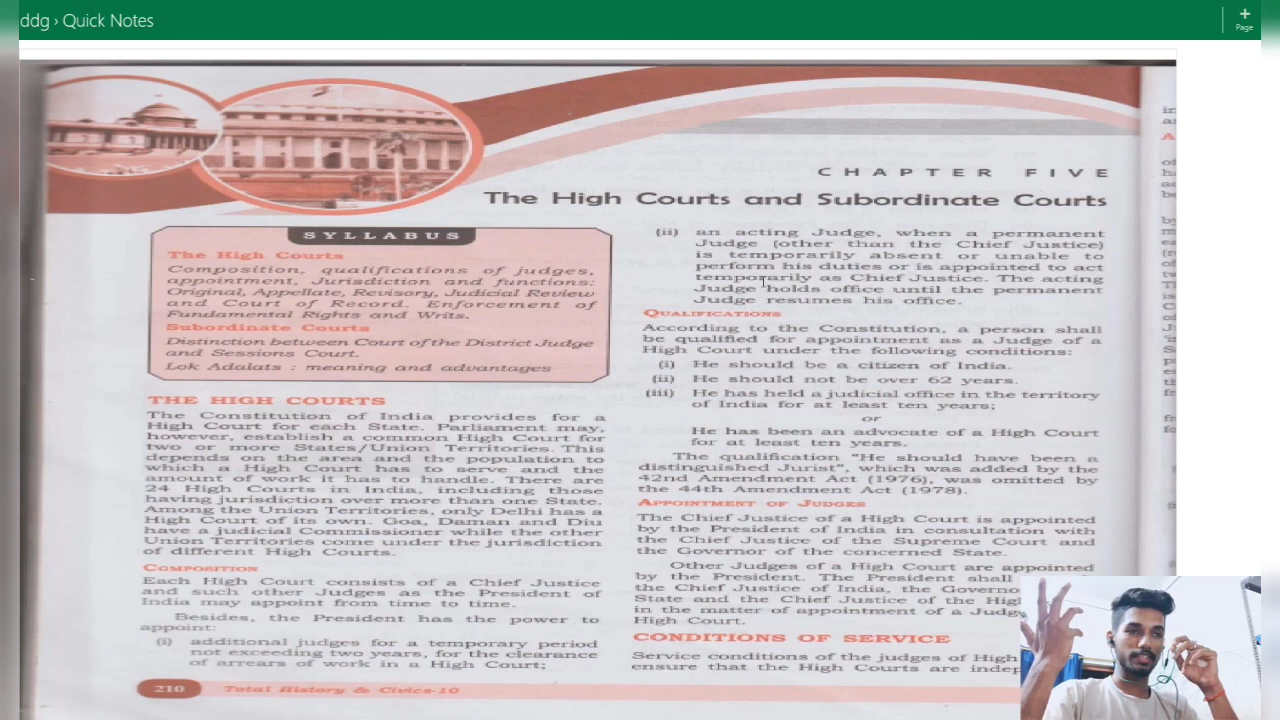 ddg › Quick Notes
+
Page
CHAPTER FIVE
The High Courts and Subordinate Courts
SYLLABUS
The High Courts
Composition, qualifications of judges,
appointment, Jurisdiction and functions:
Original, Appellate, Revisory, Judicial Review
and Court of Record. Enforcement of
Fundamental Rights and Writs.
Subordinate Courts
Distinction between Court of the District Judge
and Sessions Court.
Lok Adalats : meaning and advantages
THE HIGH COURTS
The Constitution of India provides for a
High Court for each State. Parliament may,
however, establish a common High Court for
two or more States/Union Territories. This
depends on the area and the population to
which a High Court has to serve and the
amount of work it has to handle. There are
24 High Courts in India, including those
having jurisdiction over more than one State.
Among the Union Territories, only Delhi has a
High Court of its own. Goa, Daman and Diu
have a judicial Commissioner while the other
Union Territories come under the jurisdiction
of different High Courts.
COMPOSITION
Each High Court consists of a Chief Justice
and such other Judges as the President of
India may appoint from time to time.
Besides, the President has the power to
appoint:
(i) additional judges for a temporary period
not exceeding two years, for the clearance
of arrears of work in a High Court;
(ii) an acting Judge, when a permanent
Judge (other than the Chief Justice)
is temporarily absent or unable to
perform his duties or is appointed to act
temporarily as Chief Justice. The acting
Judge holds office until the permanent
Judge resumes his office.
QUALIFICATIONS
According to the Constitution, a person shall
be qualified for appointment as a Judge of a
High Court under the following conditions:
(i) He should be a citizen of India.
(ii) He should not be over 62 years.
(iii) He has held a judicial office in the territory
of India for at least ten years;
or
He has been an advocate of a High Court
for at least ten years.
The qualification "He should have been a
distinguished Jurist", which was added by the
42nd Amendment Act (1976), was omitted by
the 44th Amendment Act (1978).
APPOINTMENT OF JUDGES
The Chief Justice of a High Court is appointed
by the President of India in consultation with
the Chief Justice of the Supreme Court and
the Governor of the concerned State.
Other Judges of a High Court are appointed
by the President. The President shall
the Chief Justice of India, the Governo
State and the Chief Justice of the Hig
in the matter of appointment of a Judg
High Court.
CONDITIONS OF SERVICE
Service conditions of the judges of High
ensure that the High Courts are indep
210 Total History & Civics-10